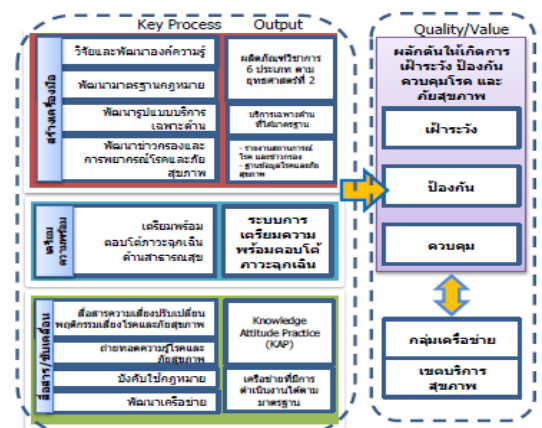 Key Process
Output
Quality/Value
สร้างเครื่องมือ
วิจัยและพัฒนาองค์ความรู้
พัฒนามาตรฐานกฎหมาย
พัฒนารูปแบบบริการ
เฉพาะด้าน
พัฒนาข่าวกรองและ
การพยากรณ์โรคและภัย
สุขภาพ
ผลิตภัณฑ์วิชาการ
6 ประเภท ตาม
ยุทธศาสตร์ที่ 2
บริการเฉพาะด้าน
ที่ได้มาตรฐาน
- รายงานสถานการณ์
โรค และข่าวกรอง
- ฐานข้อมูลโรคและภัย
สุขภาพ
เตรียม
ความพร้อม
เตรียมพร้อม
ตอบโต้ภาวะฉุกเฉิน
ด้านสาธารณสุข
ระบบการ
เตรียมความ
พร้อมตอบโต้
ภาวะฉุกเฉิน
สื่อสาร/ขับเคลื่อน
สื่อสารความเสี่ยงปรับเปลี่ยน
พฤติกรรมเสี่ยงโรคและภัยสุขภาพ
ถ่ายทอดความรู้โรคและ
ภัยสุขภาพ
บังคับใช้กฎหมาย
พัฒนาเครือข่าย
Knowledge
Attitude Practice
(KAP)
เครือข่ายที่มีการ
ดำเนินงานได้ตาม
มาตรฐาน
ผลักดันให้เกิดการ
เฝ้าระวัง ป้องกัน
ควบคุมโรค และ
ภัยสุขภาพ
เฝ้าระวัง
ป้องกัน
ควบคุม
กลุ่มเครือข่าย
เขตบริการ
สุขภาพ